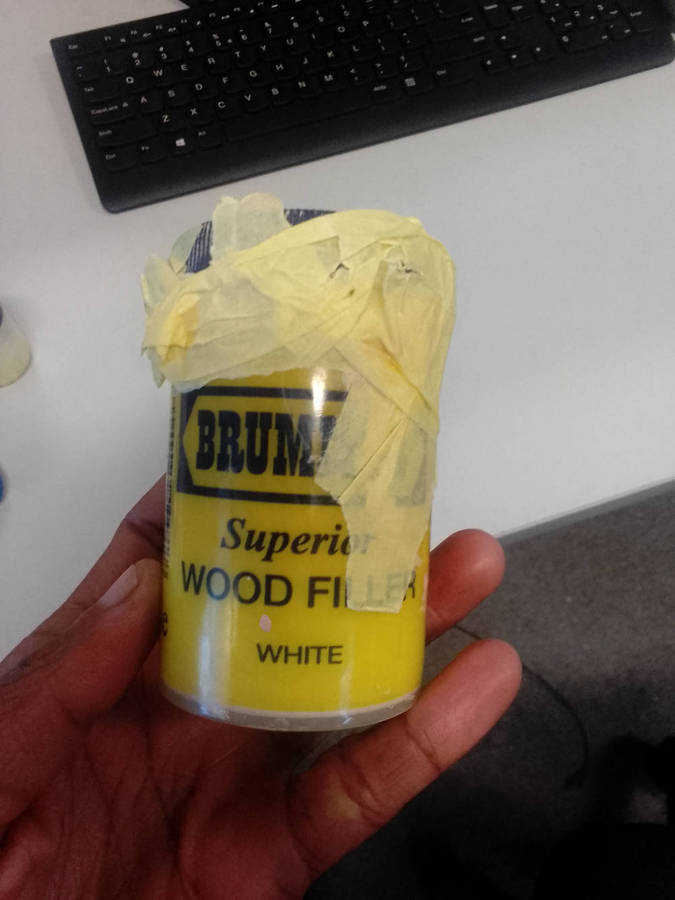 Q W E R T Y U I O P
A S D F G H J K L
Z X C V B N M
BRUM
Superior
WOOD FILLER
WHITE
e